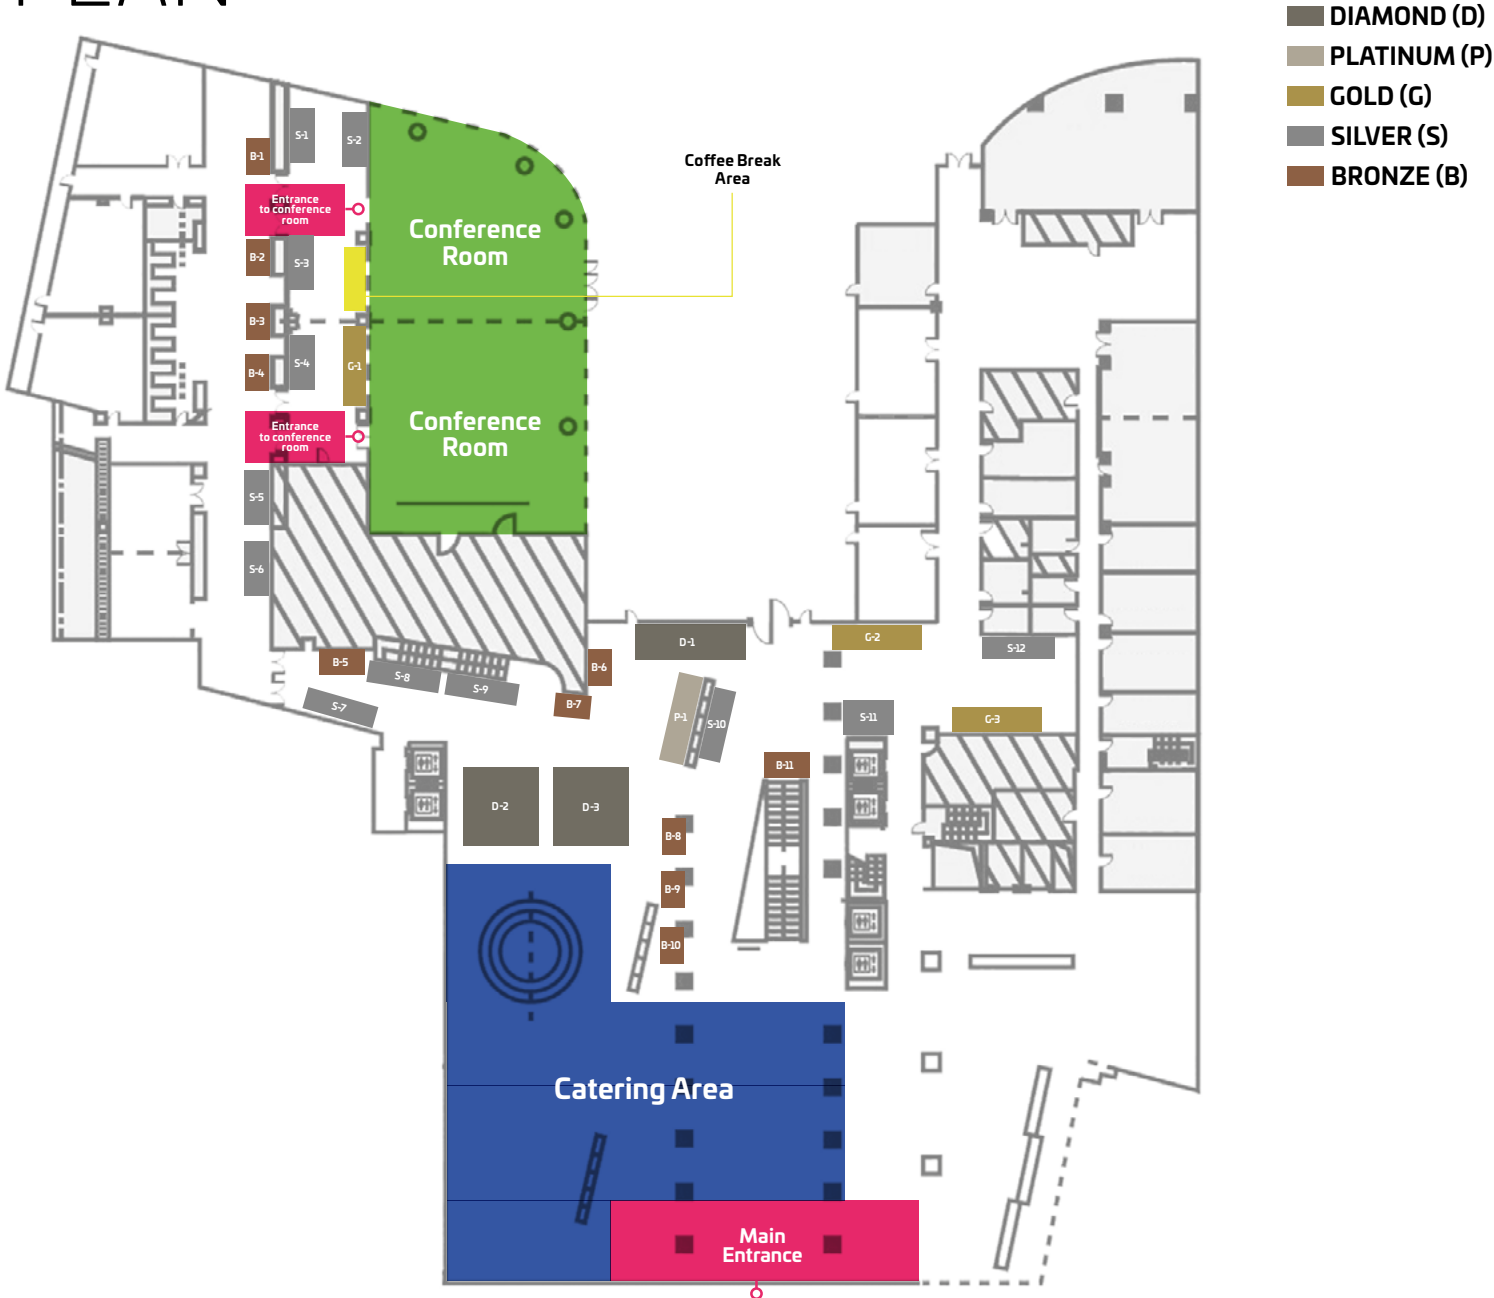 DIAMOND (D)
PLATINUM (P)
GOLD (G)
SILVER (S)
BRONZE (B)
S-1
S-2
B-1
Coffee Break
Area
Entrance
to conference
room
Conference
Room
B-2
S-3
B-3
S-4
G-1
B-4
Entrance
to conference
room
Conference
Room
S-5
S-6
D-1
G-2
S-12
B-5
S-8
S-9
B-6
S-7
B-7
P-1
S-10
S-11
G-3
B-11
D-2
D-3
B-8
B-9
B-10
Catering Area
Main
Entrance